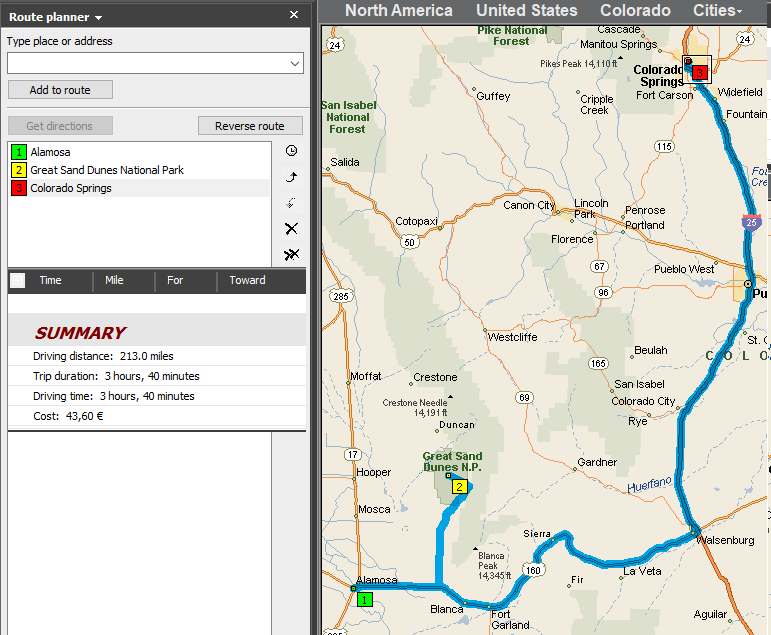 Route planner
Type place or address
Add to route
Get directions
Reverse route
1 Alamosa
2 Great Sand Dunes National Park
3 Colorado Springs
Time Mile For Toward
SUMMARY
Driving distance: 213.0 miles
Trip duration: 3 hours, 40 minutes
Driving time: 3 hours, 40 minutes
Cost: 43,60 €
North America United States Colorado Cities
24
Pike National
Forest
Cascade
Manitou Springs
24
Pikes Peak 14,110 ft
Colorado
Springs
3
Fort Carson
Widefield
Fountain
Guffey
Cripple
Creek
San Isabel
National
Forest
115
Salida
Canon City
Lincoln
Park
Penrose
Portland
Florence
Cotopaxi
50
25
67
96
Pueblo West
285
Westcliffe
Beulah
165
San Isabel
Colorado City
Rye
Moffat
Crestone
Crestone Needle
14,191 ft
Duncan
69
17
Hooper
Great Sand
Dunes N.P.
2
Gardner
Huerfano
Mosca
Sierra
Walsenburg
Blanca
Peak
14,345 ft
160
La Veta
Fir
Alamosa
1
Blanca
Fort
Garland
Aguilar
285